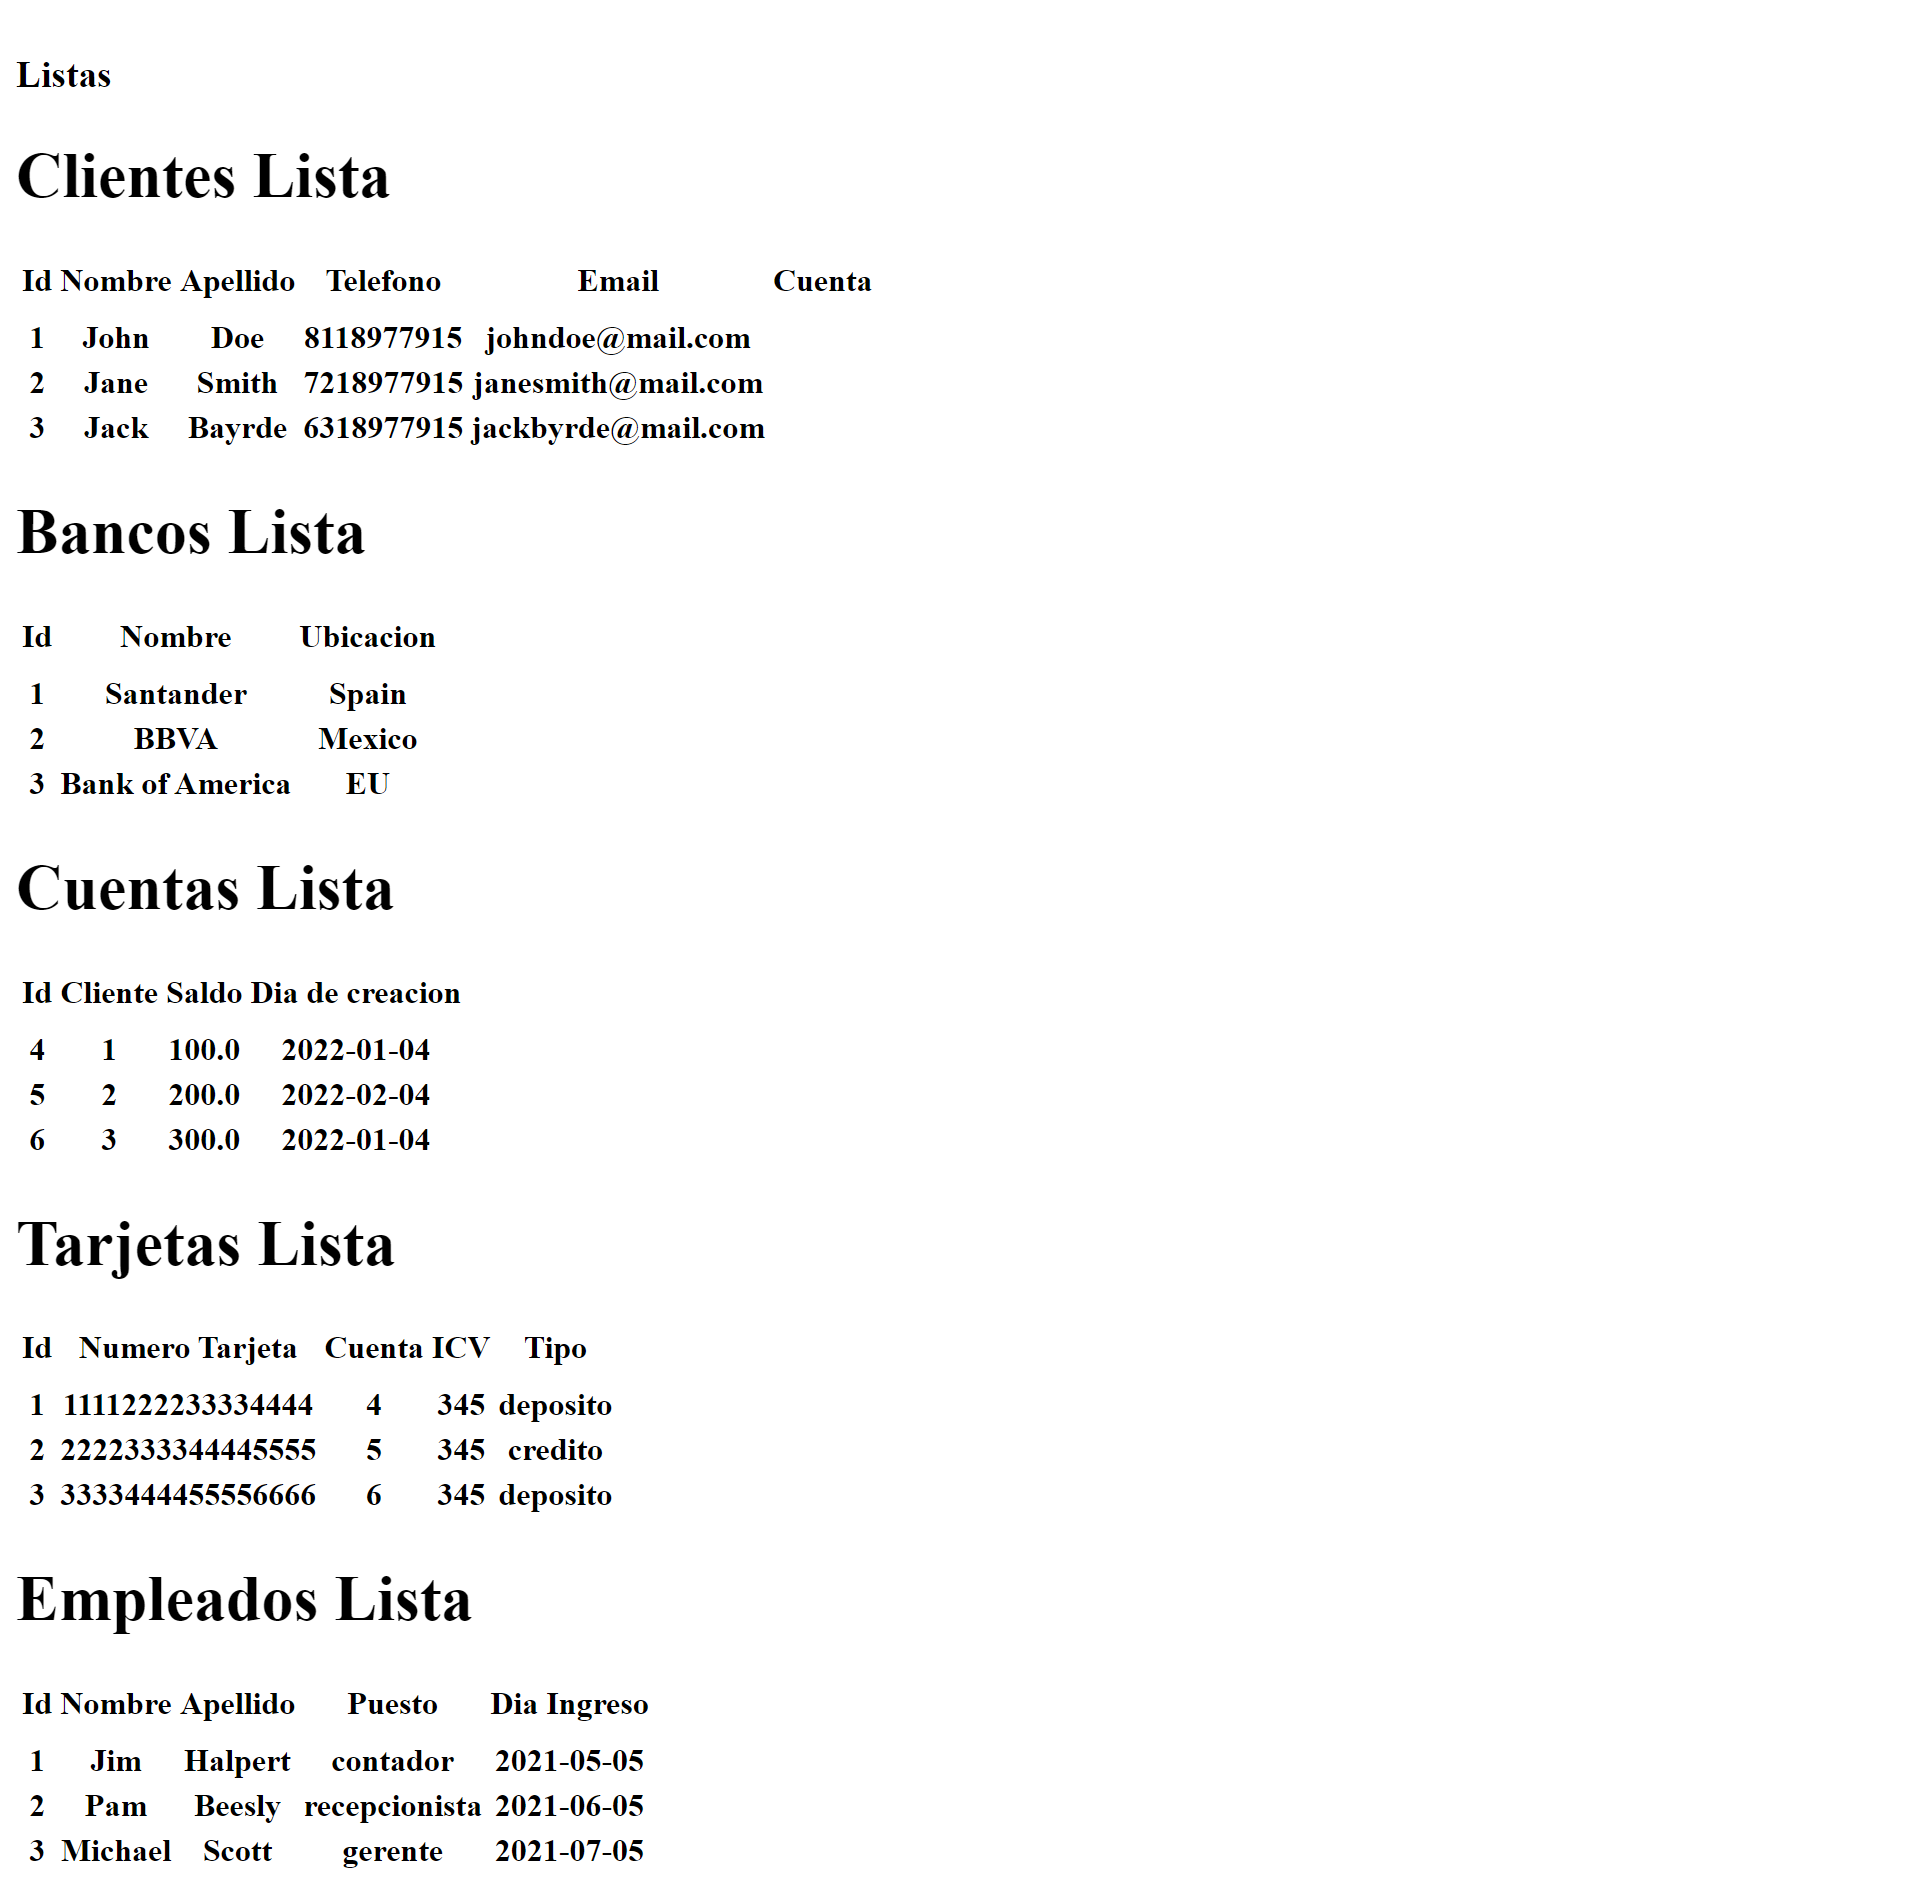 Listas
Clientes Lista
Id Nombre Apellido Telefono Email Cuenta
1 John Doe 8118977915 johndoe@mail.com
2 Jane Smith 7218977915 janesmith@mail.com
3 Jack Bayrde 6318977915 jackbyrde@mail.com
Bancos Lista
Id Nombre Ubicacion
1 Santander Spain
2 BBVA Mexico
3 Bank of America EU
Cuentas Lista
Id Cliente Saldo Dia de creacion
4 1 100.0 2022-01-04
5 2 200.0 2022-02-04
6 3 300.0 2022-01-04
Tarjetas Lista
Id Numero Tarjeta Cuenta ICV Tipo
1 1111222233334444 4 345 deposito
2 2222333344445555 5 345 credito
3 3333444455556666 6 345 deposito
Empleados Lista
Id Nombre Apellido Puesto Dia Ingreso
1 Jim Halpert contador 2021-05-05
2 Pam Beesly recepcionista 2021-06-05
3 Michael Scott gerente 2021-07-05